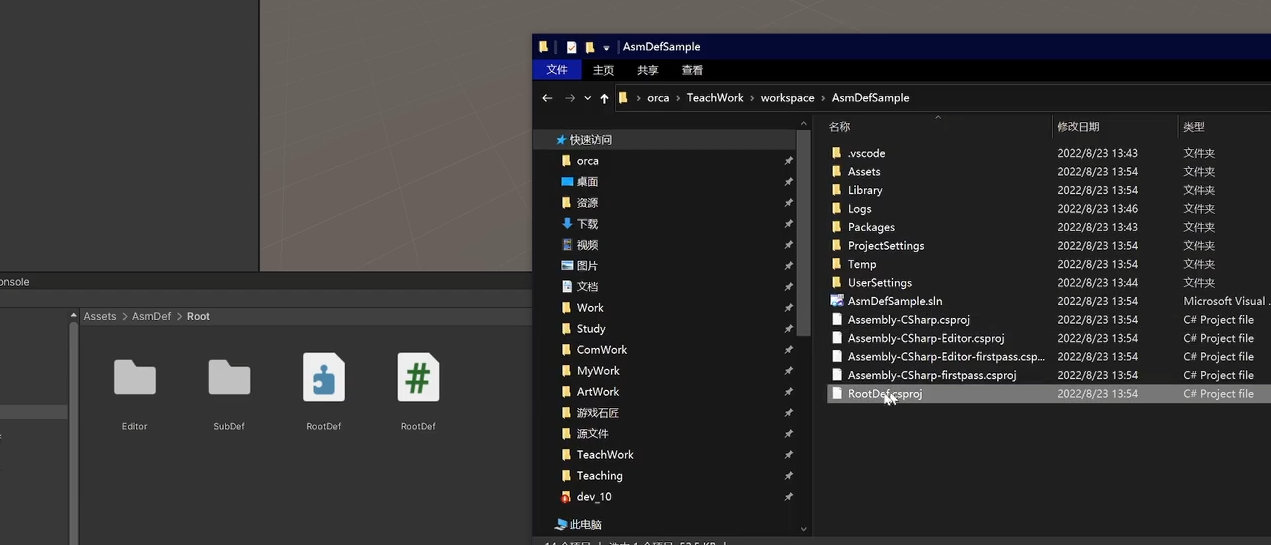 AsmDefSample
文件 主页 共享 查看
orca > TeachWork > workspace > AsmDefSample
名称 修改日期 类型
快速访问
orca
桌面
资源
下载
视频
图片
文档
Work
Study
ComWork
MyWork
ArtWork
游戏石匠
源文件
TeachWork
Teaching
dev_10
此电脑
.vscode 2022/8/23 13:43 文件夹
Assets 2022/8/23 13:54 文件夹
Library 2022/8/23 13:54 文件夹
Logs 2022/8/23 13:46 文件夹
Packages 2022/8/23 13:43 文件夹
ProjectSettings 2022/8/23 13:54 文件夹
Temp 2022/8/23 13:54 文件夹
UserSettings 2022/8/23 13:44 文件夹
AsmDefSample.sln 2022/8/23 13:54 Microsoft Visual
Assembly-CSharp.csproj 2022/8/23 13:54 C# Project file
Assembly-CSharp-Editor.csproj 2022/8/23 13:54 C# Project file
Assembly-CSharp-Editor-firstpass.csp... 2022/8/23 13:54 C# Project file
Assembly-CSharp-firstpass.csproj 2022/8/23 13:54 C# Project file
RootDef.csproj 2022/8/23 13:54 C# Project file
onsole
Assets > AsmDef > Root
Editor SubDef RootDef RootDef